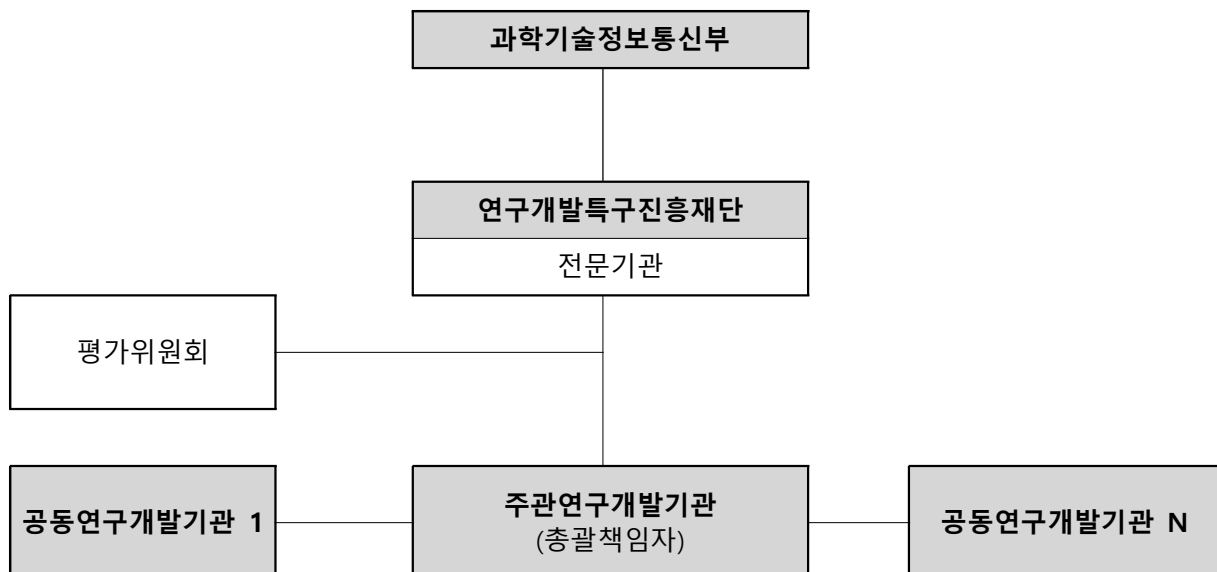 과학기술정보통신부
연구개발특구진흥재단
전문기관
평가위원회
공동연구개발기관 1
주관연구개발기관
(총괄책임자)
공동연구개발기관 N